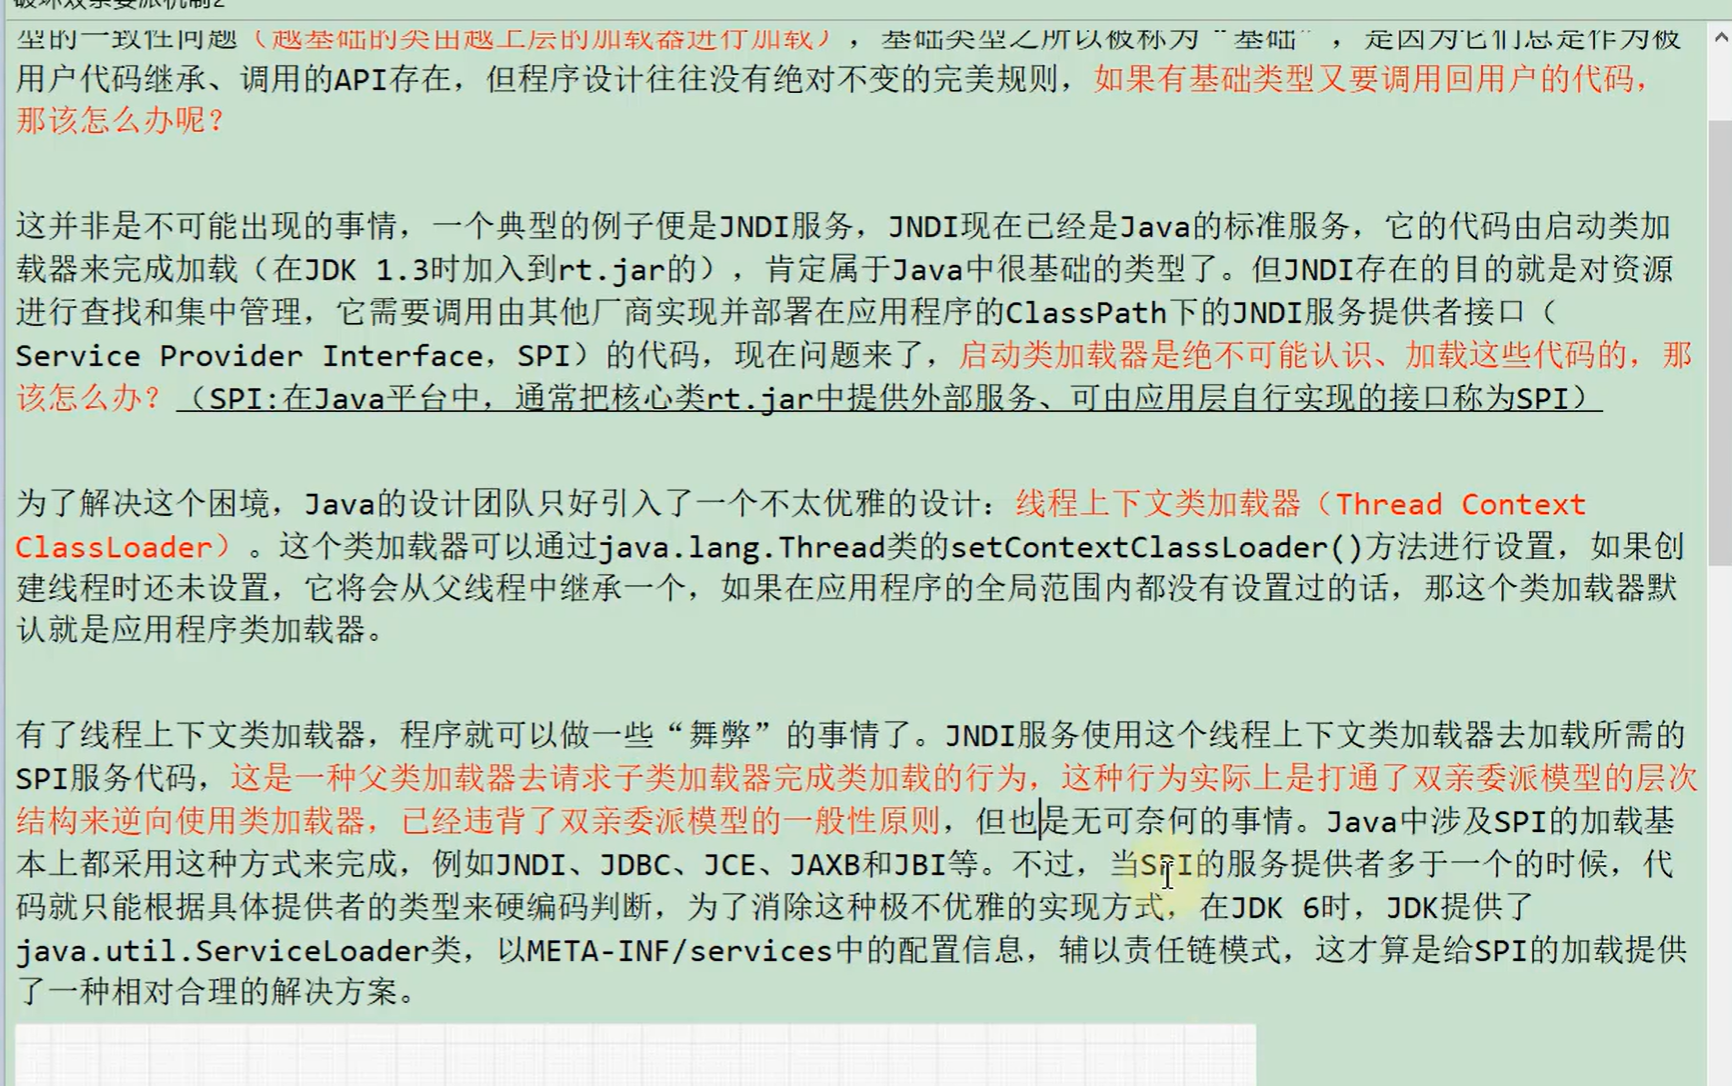 破坏双亲委派机制2
型的一致性问题（越基础的类由越上层的加载器进行加载），基础类型之所以被称为“基础”，是因为它们总是作为被
用户代码继承、调用的API存在，但程序设计往往没有绝对不变的完美规则，如果有基础类型又要调用回用户的代码，
那该怎么办呢？
这并非是不可能出现的事情，一个典型的例子便是JNDI服务，JNDI现在已经是Java的标准服务，它的代码由启动类加
载器来完成加载（在JDK 1.3时加入到rt.jar的），肯定属于Java中很基础的类型了。但JNDI存在的目的就是对资源
进行查找和集中管理，它需要调用由其他厂商实现并部署在应用程序的ClassPath下的JNDI服务提供者接口（
Service Provider Interface，SPI）的代码，现在问题来了，启动类加载器是绝不可能认识、加载这些代码的，那
该怎么办？（SPI:在Java平台中，通常把核心类rt.jar中提供外部服务、可由应用层自行实现的接口称为SPI）
为了解决这个困境，Java的设计团队只好引入了一个不太优雅的设计：线程上下文类加载器（Thread Context
ClassLoader）。这个类加载器可以通过java.lang.Thread类的setContextClassLoader()方法进行设置，如果创
建线程时还未设置，它将会从父线程中继承一个，如果在应用程序的全局范围内都没有设置过的话，那这个类加载器默
认就是应用程序类加载器。
有了线程上下文类加载器，程序就可以做一些“舞弊”的事情了。JNDI服务使用这个线程上下文类加载器去加载所需的
SPI服务代码，这是一种父类加载器去请求子类加载器完成类加载的行为，这种行为实际上是打通了双亲委派模型的层次
结构来逆向使用类加载器，已经违背了双亲委派模型的一般性原则，但也是无可奈何的事情。Java中涉及SPI的加载基
本上都采用这种方式来完成，例如JNDI、JDBC、JCE、JAXB和JBI等。不过，当SPI的服务提供者多于一个的时候，代
码就只能根据具体提供者的类型来硬编码判断，为了消除这种极不优雅的实现方式，在JDK 6时，JDK提供了
java.util.ServiceLoader类，以META-INF/services中的配置信息，辅以责任链模式，这才算是给SPI的加载提供
了一种相对合理的解决方案。